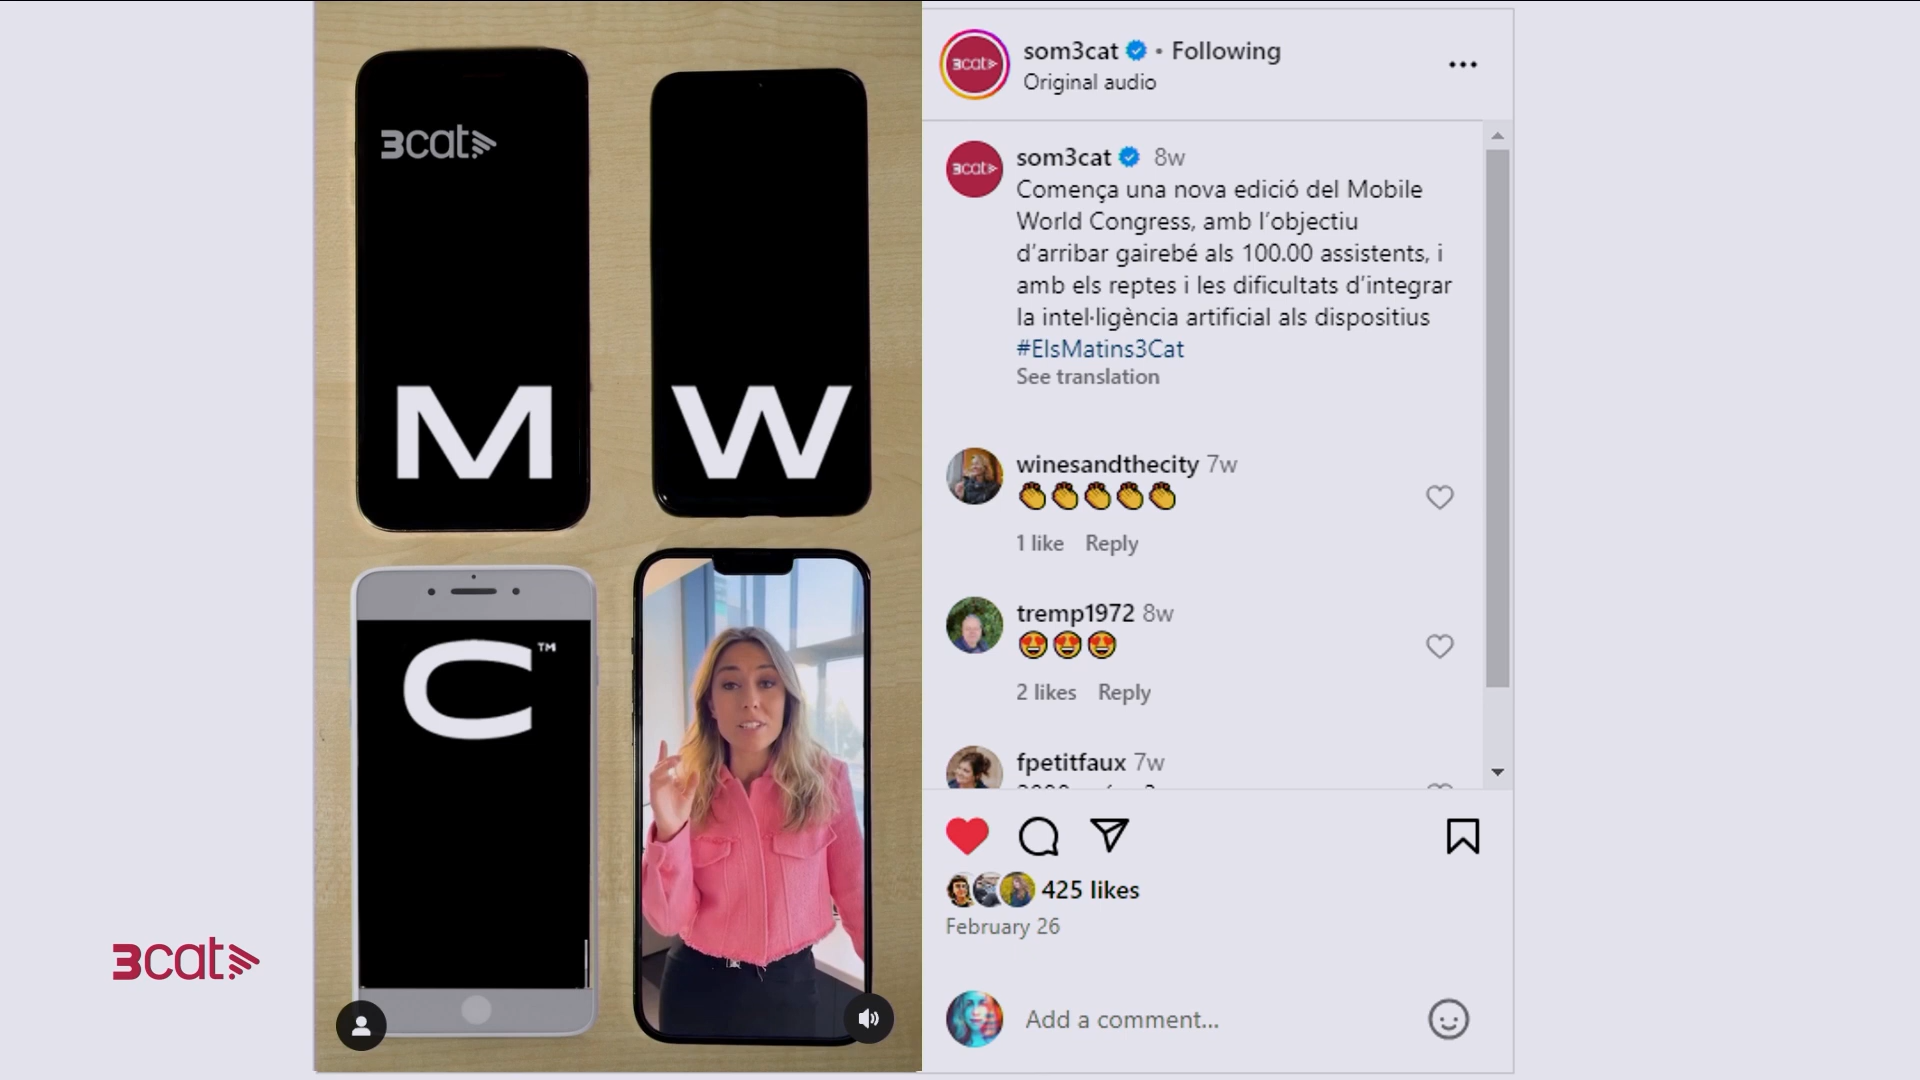 3cat
M
W
C™
3cat
3cat
som3cat • Following
Original audio
3cat
som3cat 8w
Comença una nova edició del Mobile
World Congress, amb l’objectiu
d’arribar gairebé als 100.00 assistents, i
amb els reptes i les dificultats d’integrar
la intel·ligència artificial als dispositius
#ElsMatins3Cat
See translation
winesandthecity 7w
1 like Reply
tremp1972 8w
2 likes Reply
fpetitfaux 7w
425 likes
February 26
Add a comment...